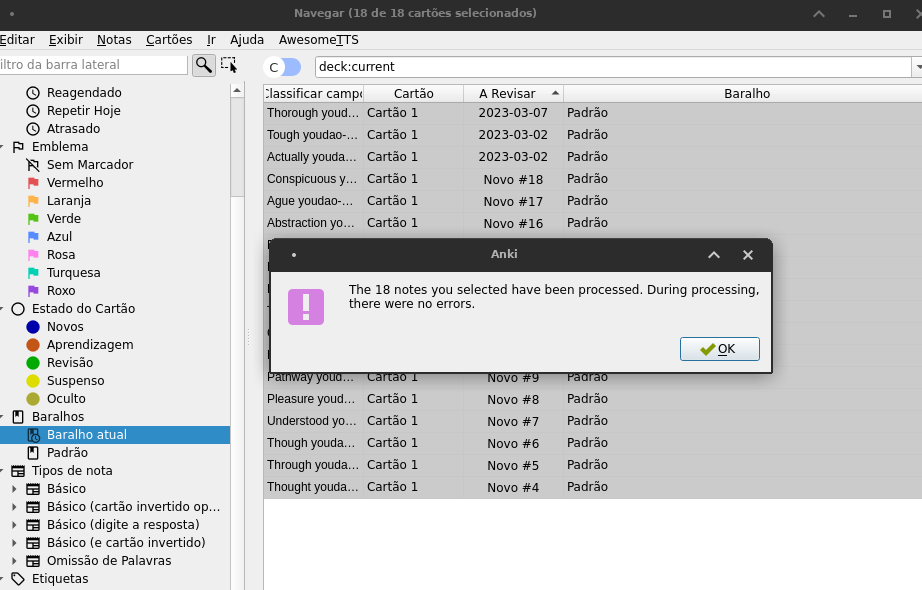 Navegar (18 de 18 cartões selecionados)
Editar Exibir Notas Cartões Ir Ajuda AwesomeTTS
iltro da barra lateral
C
deck:current
Reagendado
Repetir Hoje
Atrasado
Emblema
Sem Marcador
Vermelho
Laranja
Verde
Azul
Rosa
Turquesa
Roxo
Estado do Cartão
Novos
Aprendizagem
Revisão
Suspenso
Oculto
Baralhos
Baralho atual
Padrão
Tipos de nota
Básico
Básico (cartão invertido op...
Básico (digite a resposta)
Básico (e cartão invertido)
Omissão de Palavras
Etiquetas
Classificar campo Cartão A Revisar Baralho
Thorough youd... Cartão 1 2023-03-07 Padrão
Tough youdao-... Cartão 1 2023-03-02 Padrão
Actually youda... Cartão 1 2023-03-02 Padrão
Conspicuous y... Cartão 1 Novo #18 Padrão
Ague youdao-... Cartão 1 Novo #17 Padrão
Abstraction yo... Cartão 1 Novo #16 Padrão
Anki
The 18 notes you selected have been processed. During processing,
there were no errors.
OK
Pathway youd... Cartão 1 Novo #9 Padrão
Pleasure youd... Cartão 1 Novo #8 Padrão
Understood yo... Cartão 1 Novo #7 Padrão
Though youda... Cartão 1 Novo #6 Padrão
Through youda... Cartão 1 Novo #5 Padrão
Thought youda... Cartão 1 Novo #4 Padrão